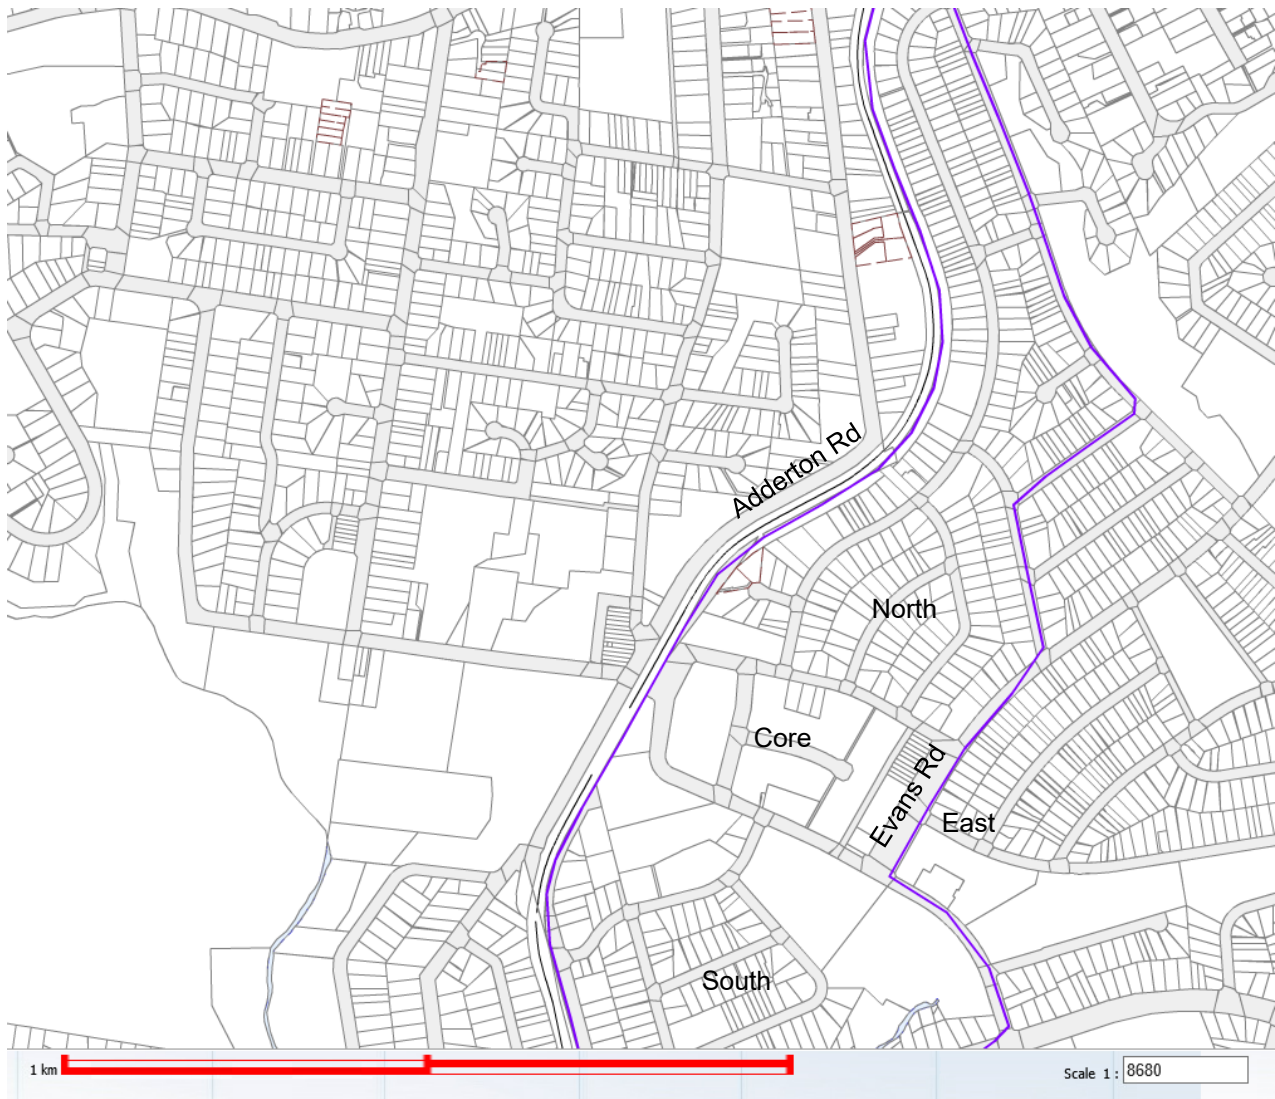 Adderton Rd
North
Core
Evans Rd
East
South
1 km
Scale 1 : 8680